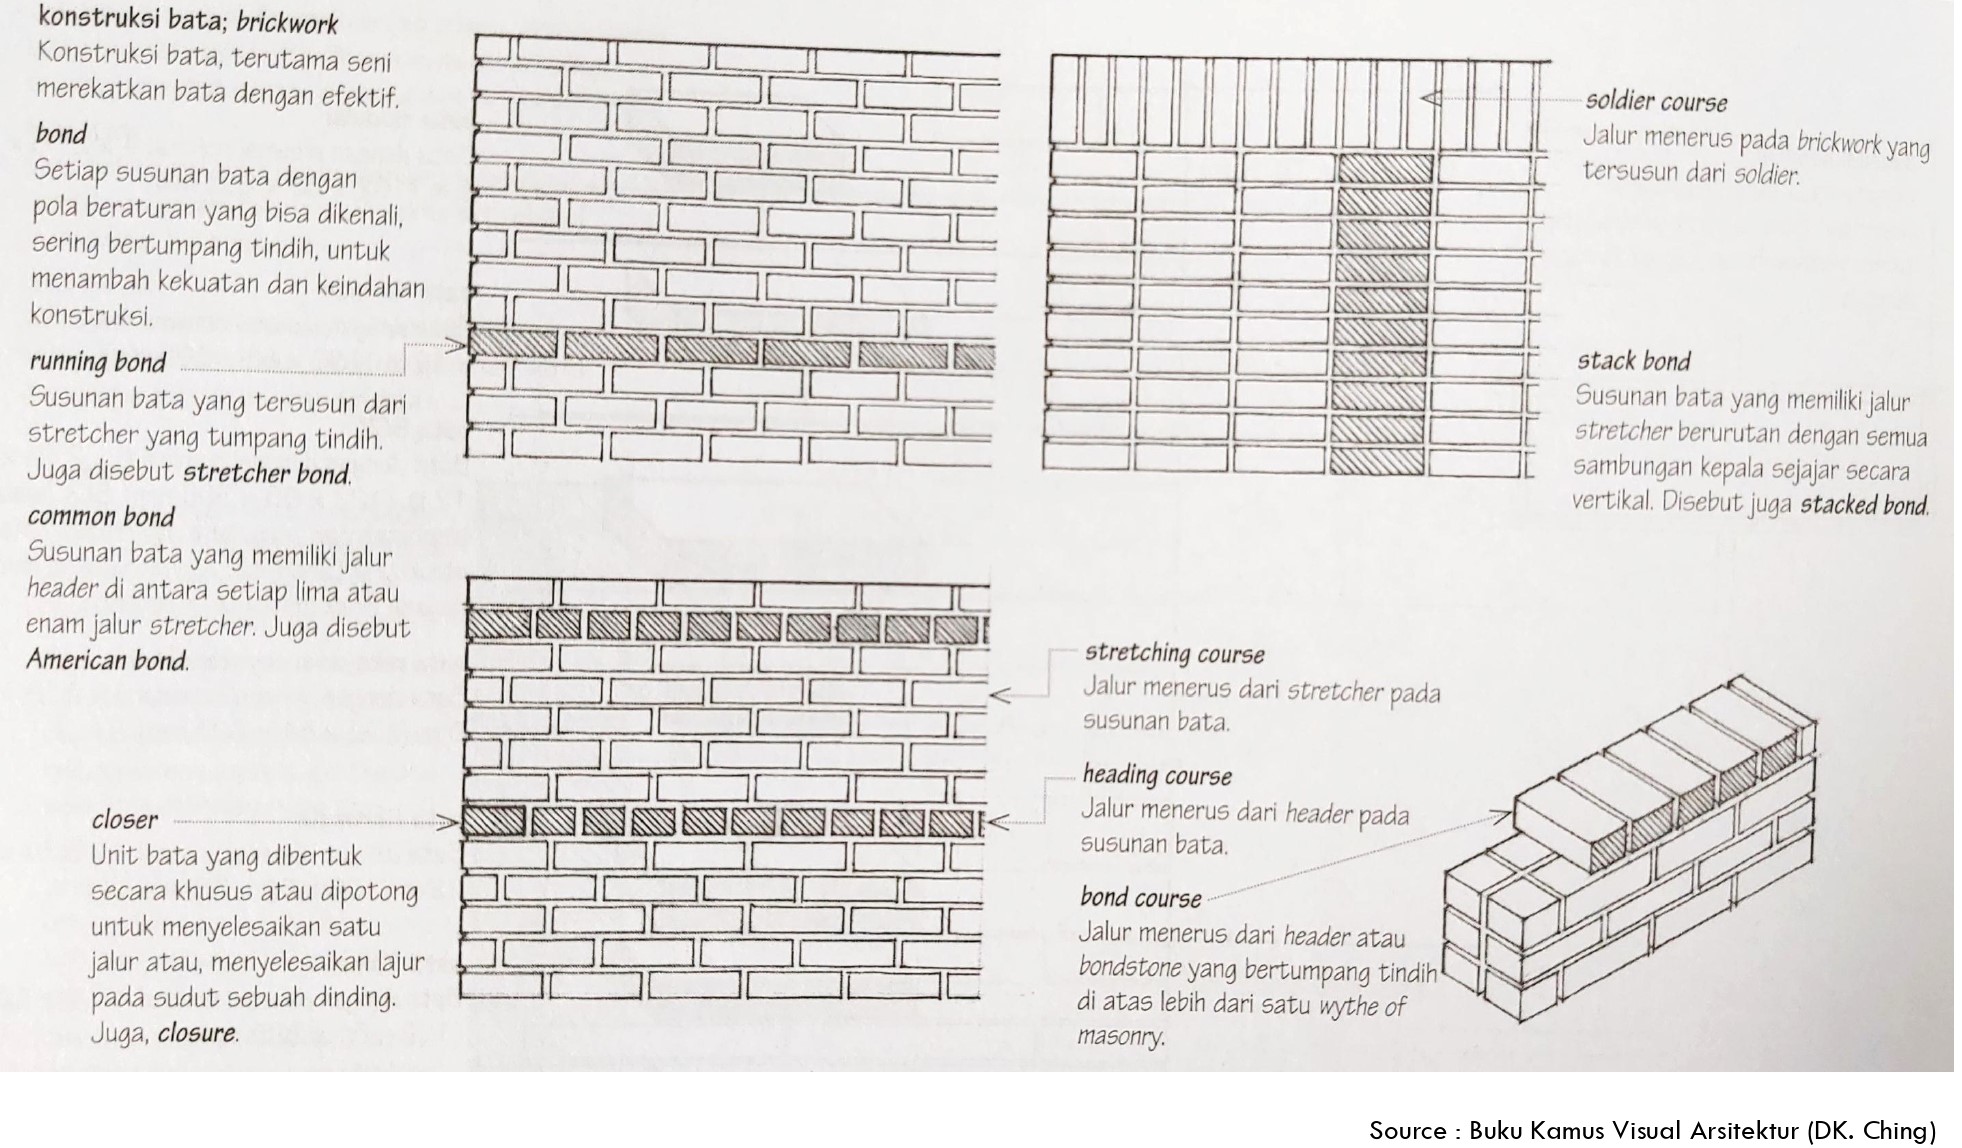 konstruksi bata; brickwork
Konstruksi bata, terutama seni
merekatkan bata dengan efektif.
bond
Setiap susunan bata dengan
pola beraturan yang bisa dikenali,
sering bertumpang tindih, untuk
menambah kekuatan dan keindahan
konstruksi.
running bond
Susunan bata yang tersusun dari
stretcher yang tumpang tindih.
Juga disebut stretcher bond.
common bond
Susunan bata yang memiliki jalur
header di antara setiap lima atau
enam jalur stretcher. Juga disebut
American bond.
closer
Unit bata yang dibentuk
secara khusus atau dipotong
untuk menyelesaikan satu
jalur atau, menyelesaikan lajur
pada sudut sebuah dinding.
Juga, closure.
soldier course
Jalur menerus pada brickwork yang
tersusun dari soldier.
stack bond
Susunan bata yang memiliki jalur
stretcher berurutan dengan semua
sambungan kepala sejajar secara
vertikal. Disebut juga stacked bond.
stretching course
Jalur menerus dari stretcher pada
susunan bata.
heading course
Jalur menerus dari header pada
susunan bata.
bond course
Jalur menerus dari header atau
bondstone yang bertumpang tindih
di atas lebih dari satu wythe of
masonry.
Source : Buku Kamus Visual Arsitektur (DK. Ching)